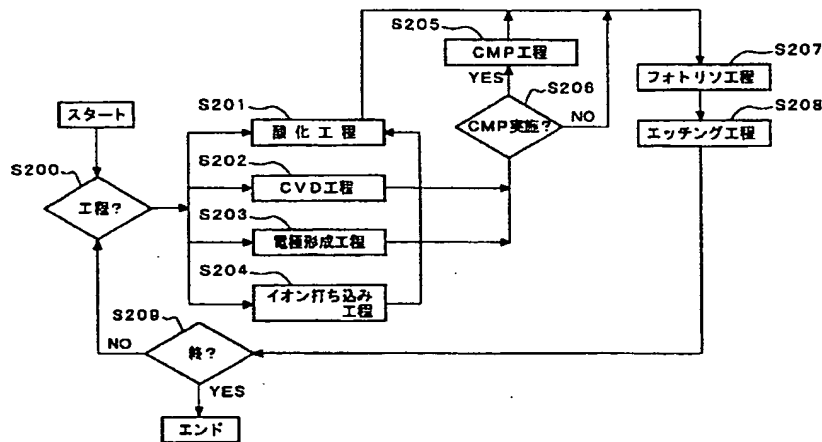 スタート
S200
工程?
S201
酸化工程
S202
CVD工程
S203
電極形成工程
S204
イオン打ち込み
工程
S205
CMP工程
YES
S206
CMP実施?
NO
S207
フォトリソ工程
S208
エッチング工程
S209
終?
NO
YES
エンド